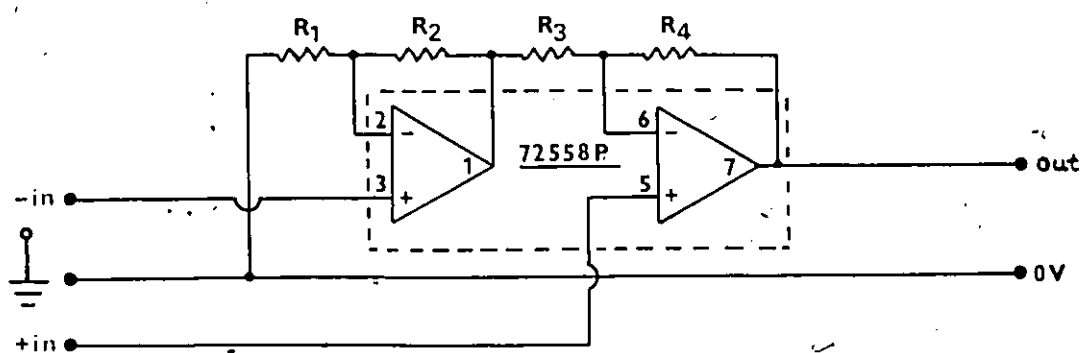 R1 R2 R3 R4
2 - 6 -
1 72558P 7 out
3 + 5 +
-in
0V
+in